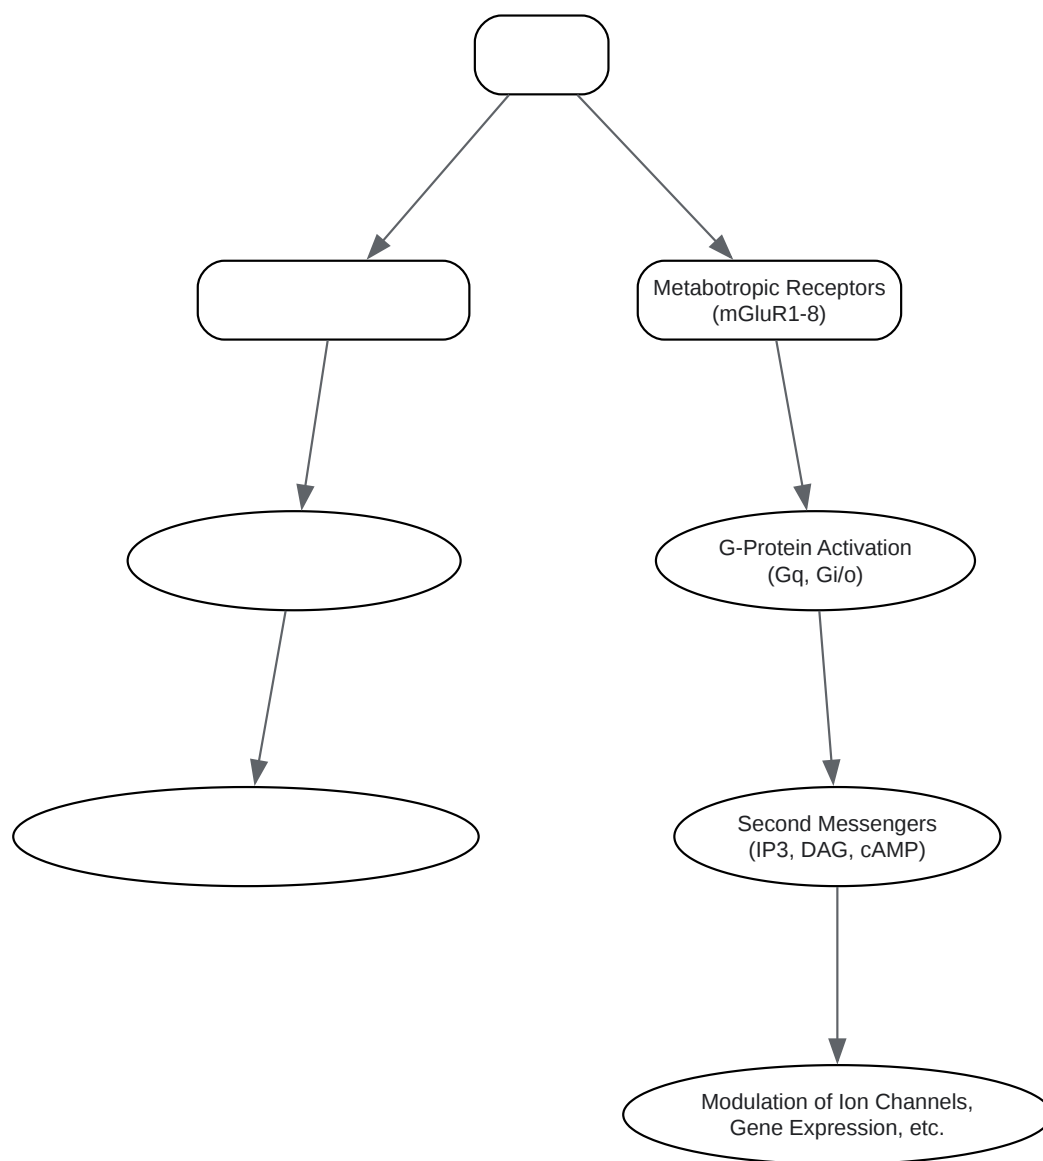 Metabotropic Receptors
(mGluR1-8)
G-Protein Activation
(Gq, Gi/o)
Second Messengers
(IP3, DAG, cAMP)
Modulation of Ion Channels,
Gene Expression, etc.